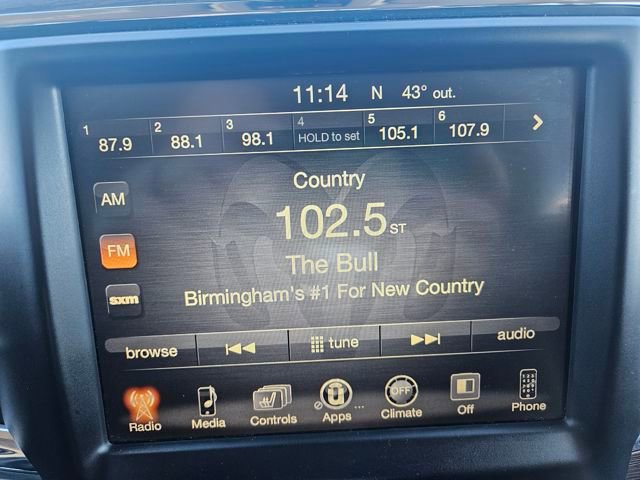 11:14 N 43° out.
1 87.9 2 88.1 3 98.1 4 HOLD to set 5 105.1 6 107.9
Country
AM
102.5 ST
FM
The Bull
sxm
Birmingham's #1 For New Country
browse tune audio
Radio Media Controls Apps ... OFF Climate Off Phone